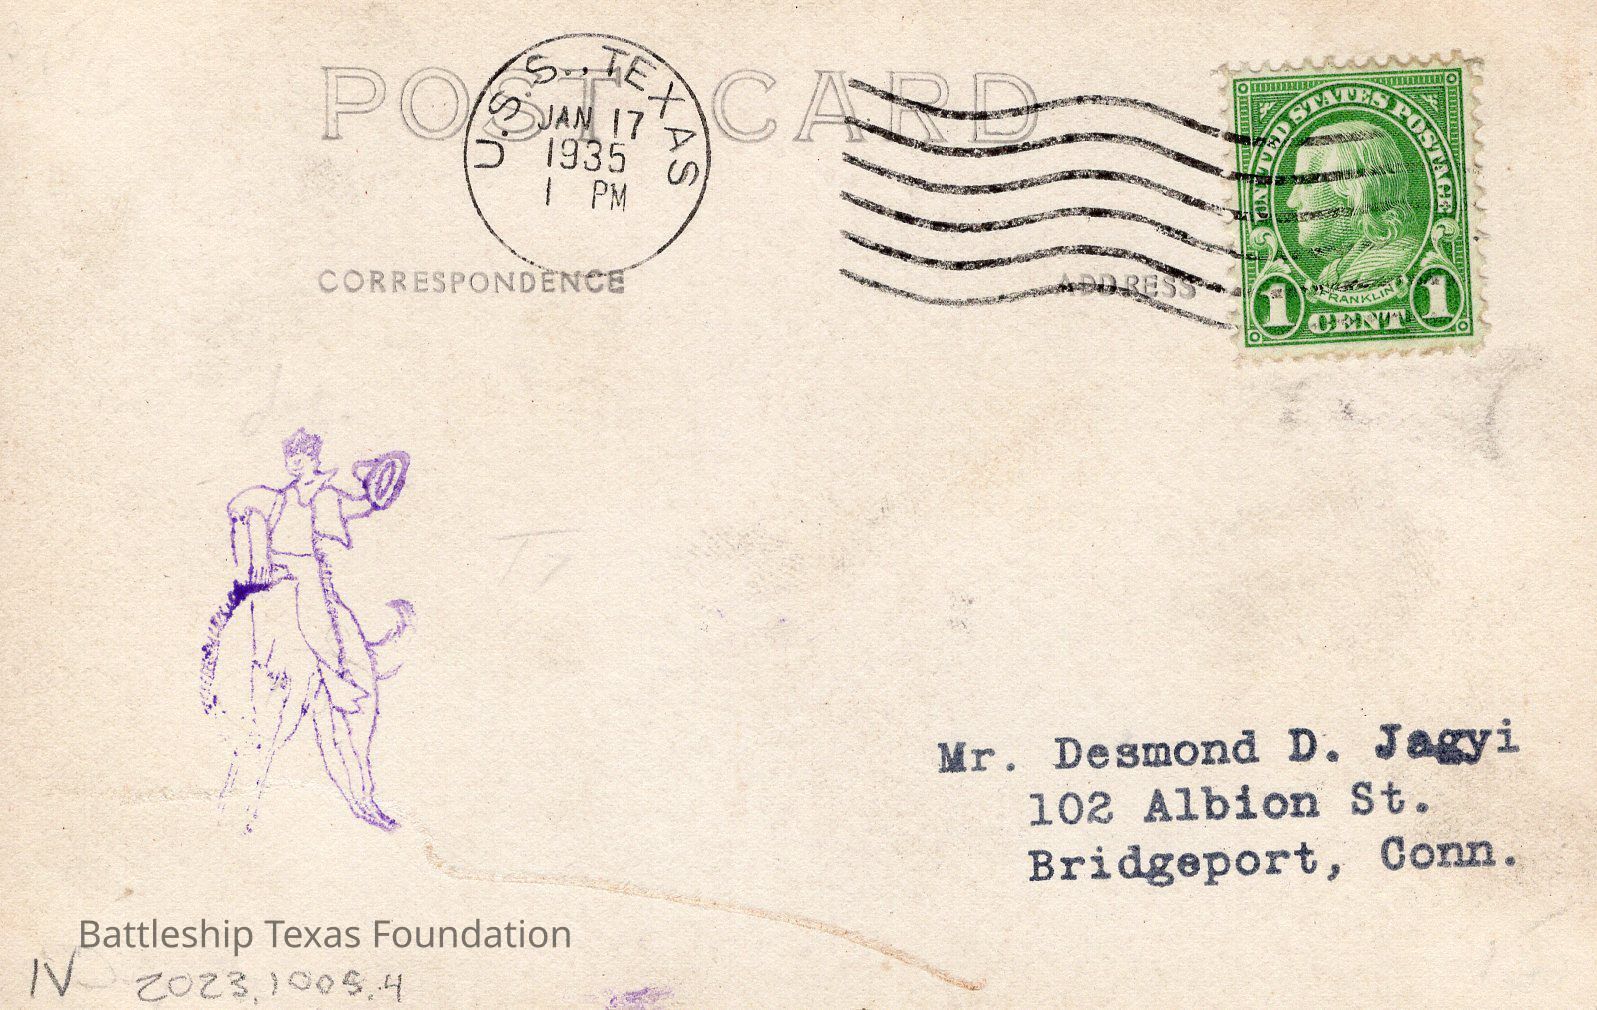 POST CARD
U.S.S. TEXAS
JAN 17
1935
1 PM
UNITED STATES POSTAGE
FRANKLIN
1 CENT 1
CORRESPONDENCE
ADDRESS
Mr. Desmond D. Jagyi
102 Albion St.
Bridgeport, Conn.
Battleship Texas Foundation
IV 2023.1005.4